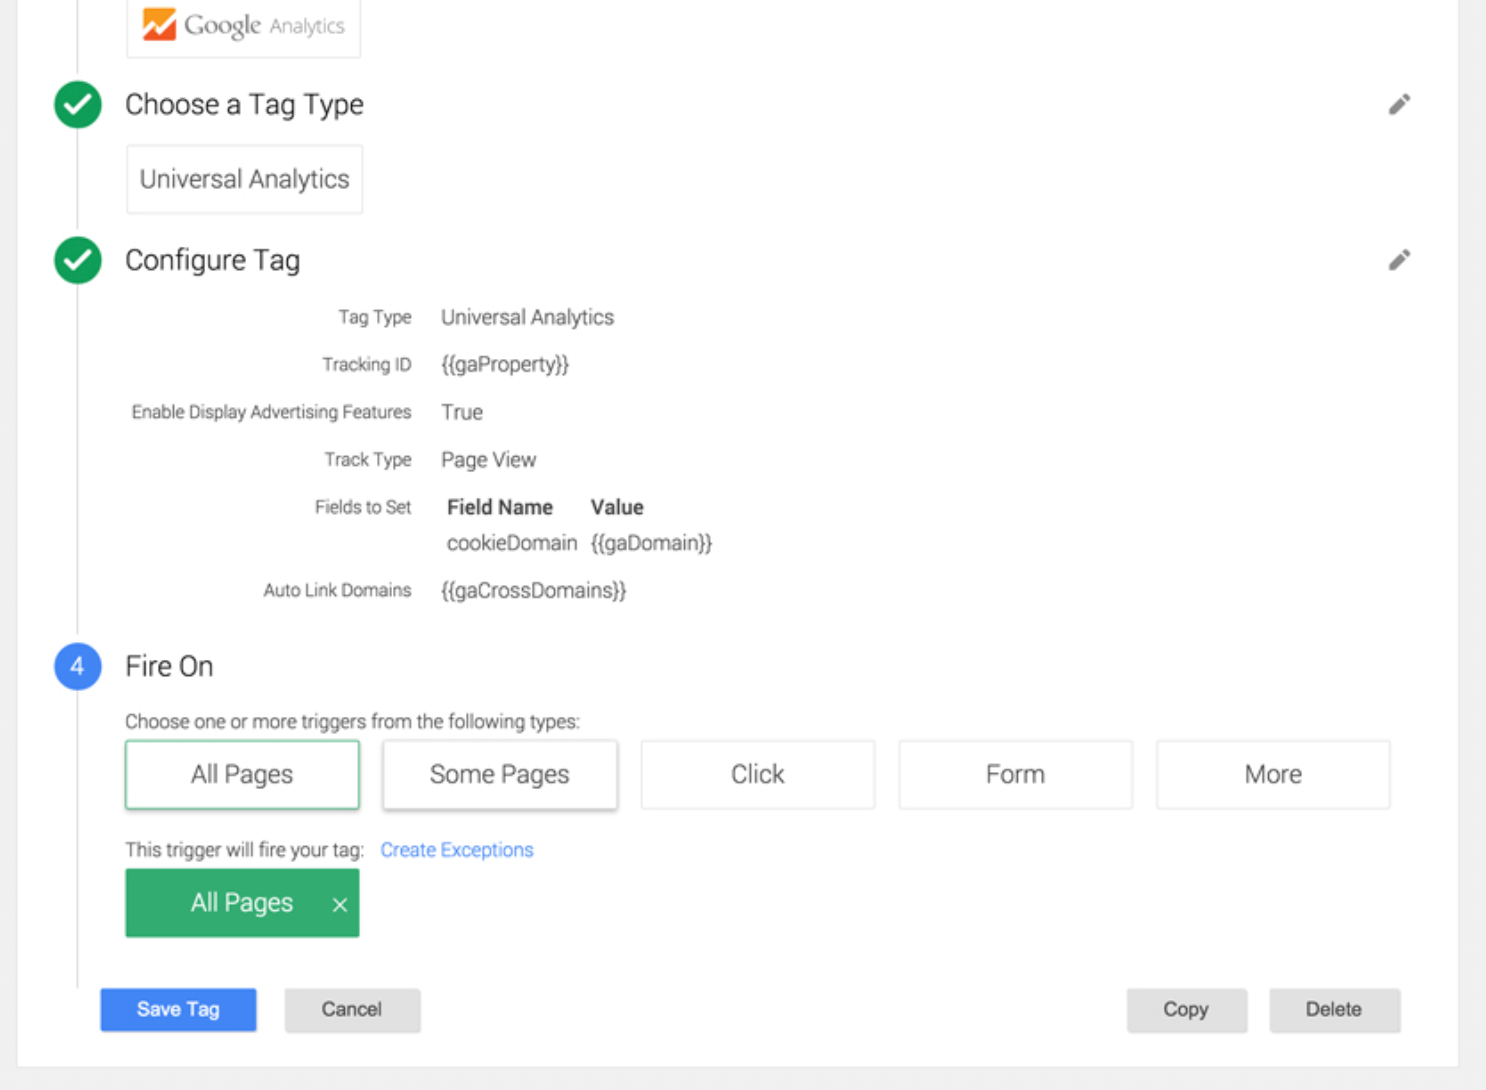 Google Analytics
Choose a Tag Type
Universal Analytics
Configure Tag
Tag Type Universal Analytics
Tracking ID {{gaProperty}}
Enable Display Advertising Features True
Track Type Page View
Fields to Set Field Name Value
cookieDomain {{gaDomain}}
Auto Link Domains {{gaCrossDomains}}
4 Fire On
Choose one or more triggers from the following types:
All Pages Some Pages Click Form More
This trigger will fire your tag: Create Exceptions
All Pages ×
Save Tag Cancel Copy Delete